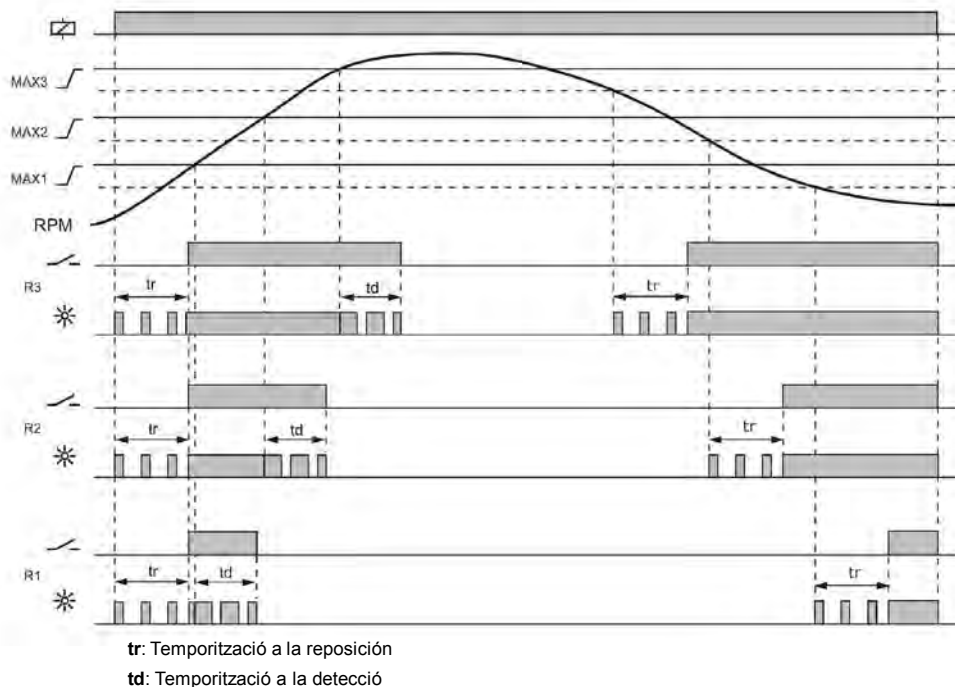 MAX3
MAX2
MAX1
RPM
R3
tr
td
tr
R2
tr
td
tr
R1
tr
td
tr
tr: Temporització a la reposición
td: Temporització a la detecció